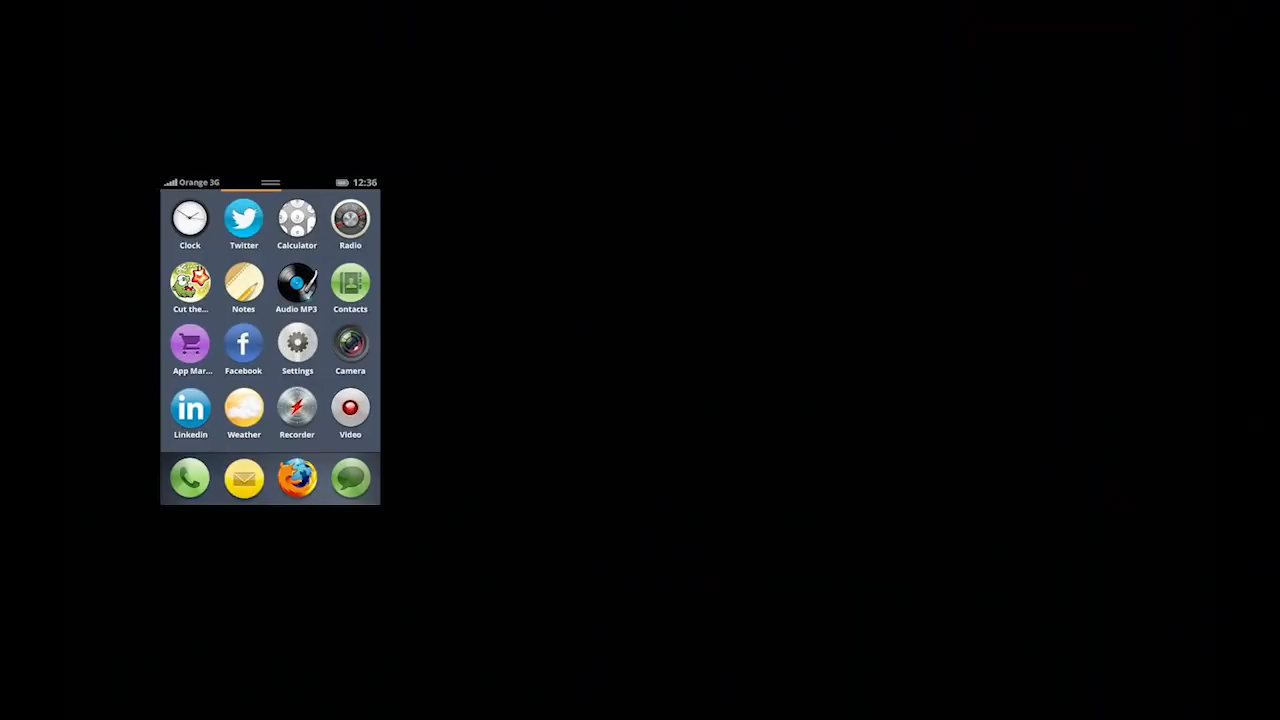 Orange 3G 12:36
Clock Twitter Calculator Radio
Cut the... Notes Audio MP3 Contacts
App Mar... Facebook Settings Camera
Linkedin Weather Recorder Video